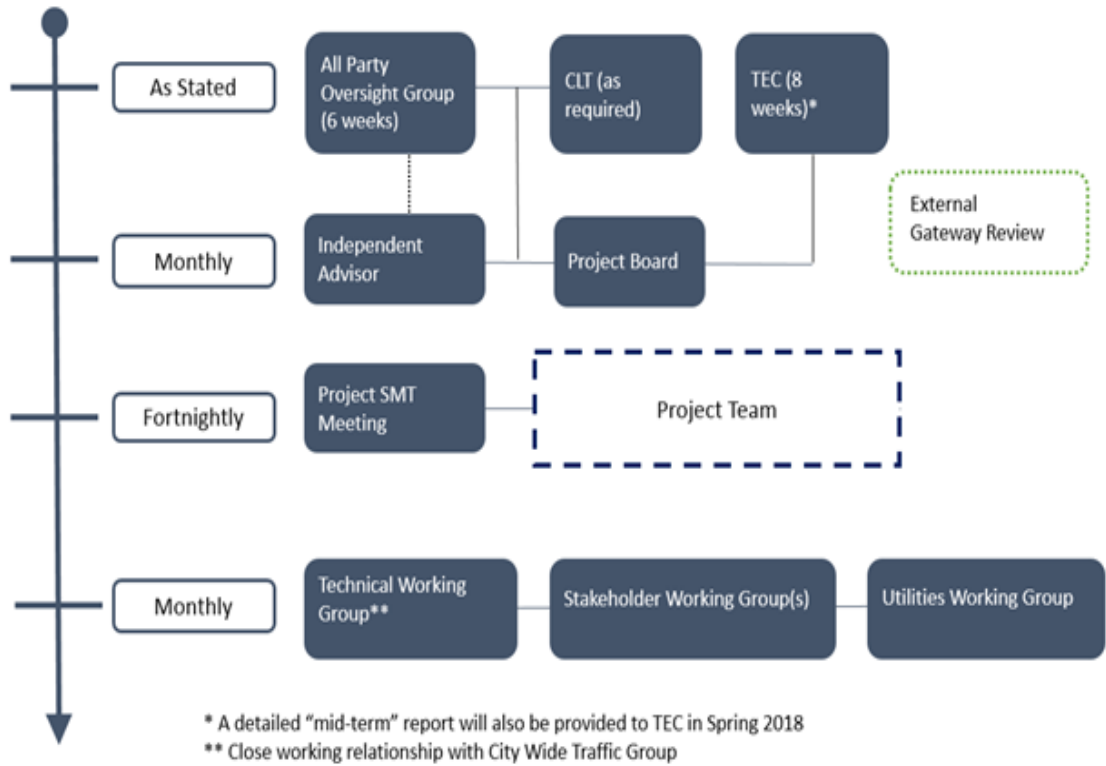 As Stated
All Party
Oversight Group
(6 weeks)
CLT (as
required)
TEC (8
weeks)*
External
Gateway Review
Monthly
Independent
Advisor
Project Board
Fortnightly
Project SMT
Meeting
Project Team
Monthly
Technical Working
Group**
Stakeholder Working Group(s)
Utilities Working Group
* A detailed “mid-term” report will also be provided to TEC in Spring 2018
** Close working relationship with City Wide Traffic Group